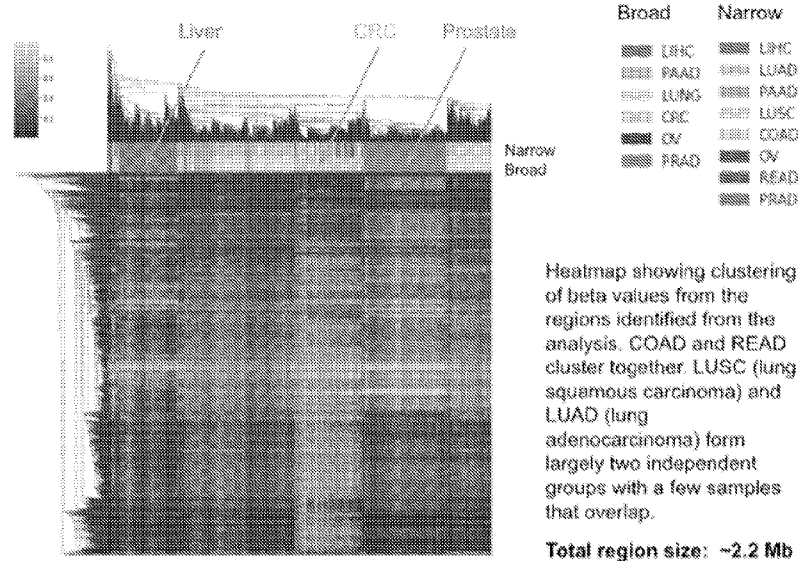 Liver
CRC
Prostate
Narrow
Broad
Broad
LIHC
PAAD
LUNG
CRC
OV
PRAD
Narrow
LIHC
LUAD
PAAD
LUSC
COAD
OV
READ
PRAD
Heatmap showing clustering
of beta values from the
regions identified from the
analysis. COAD and READ
cluster together. LUSC (lung
squamous carcinoma) and
LUAD (lung
adenocarcinoma) form
largely two independent
groups with a few samples
that overlap.
Total region size: ~2.2 Mb